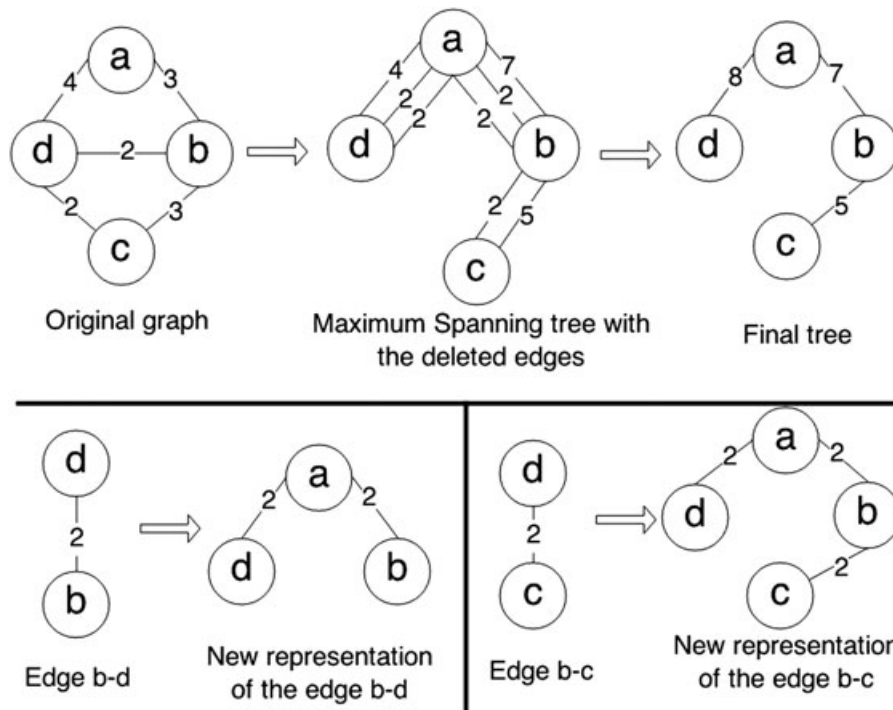 a
4
3
d
2
b
2
3
c
Original graph
a
4
7
2
2
2
2
d
b
2
5
c
Maximum Spanning tree with
the deleted edges
a
8
7
d
b
5
c
Final tree
d
2
b
Edge b-d
a
2
2
d
b
New representation
of the edge b-d
d
2
c
Edge b-c
a
2
2
d
b
2
c
New representation
of the edge b-c